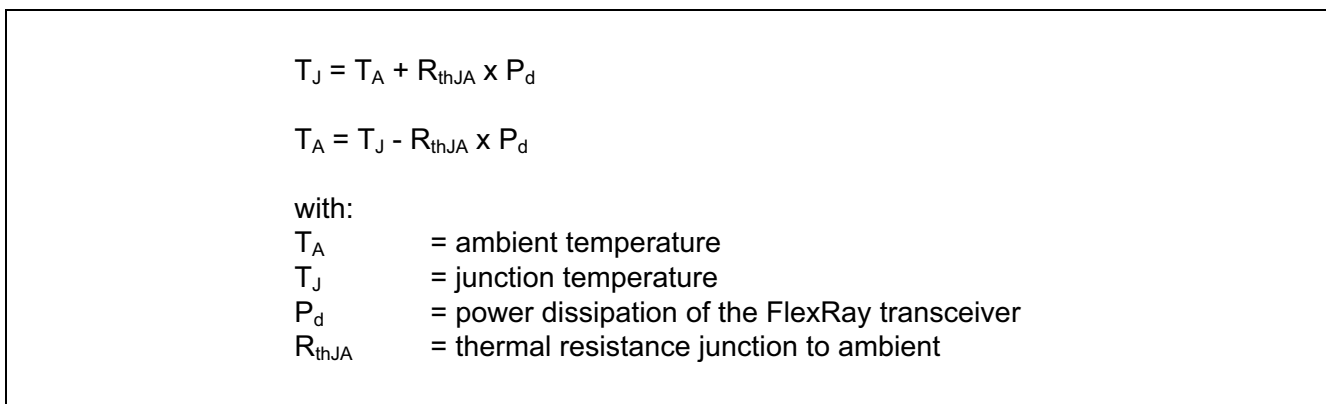 T_J = T_A + R_thJA x P_d
T_A = T_J - R_thJA x P_d
with:
T_A = ambient temperature
T_J = junction temperature
P_d = power dissipation of the FlexRay transceiver
R_thJA = thermal resistance junction to ambient